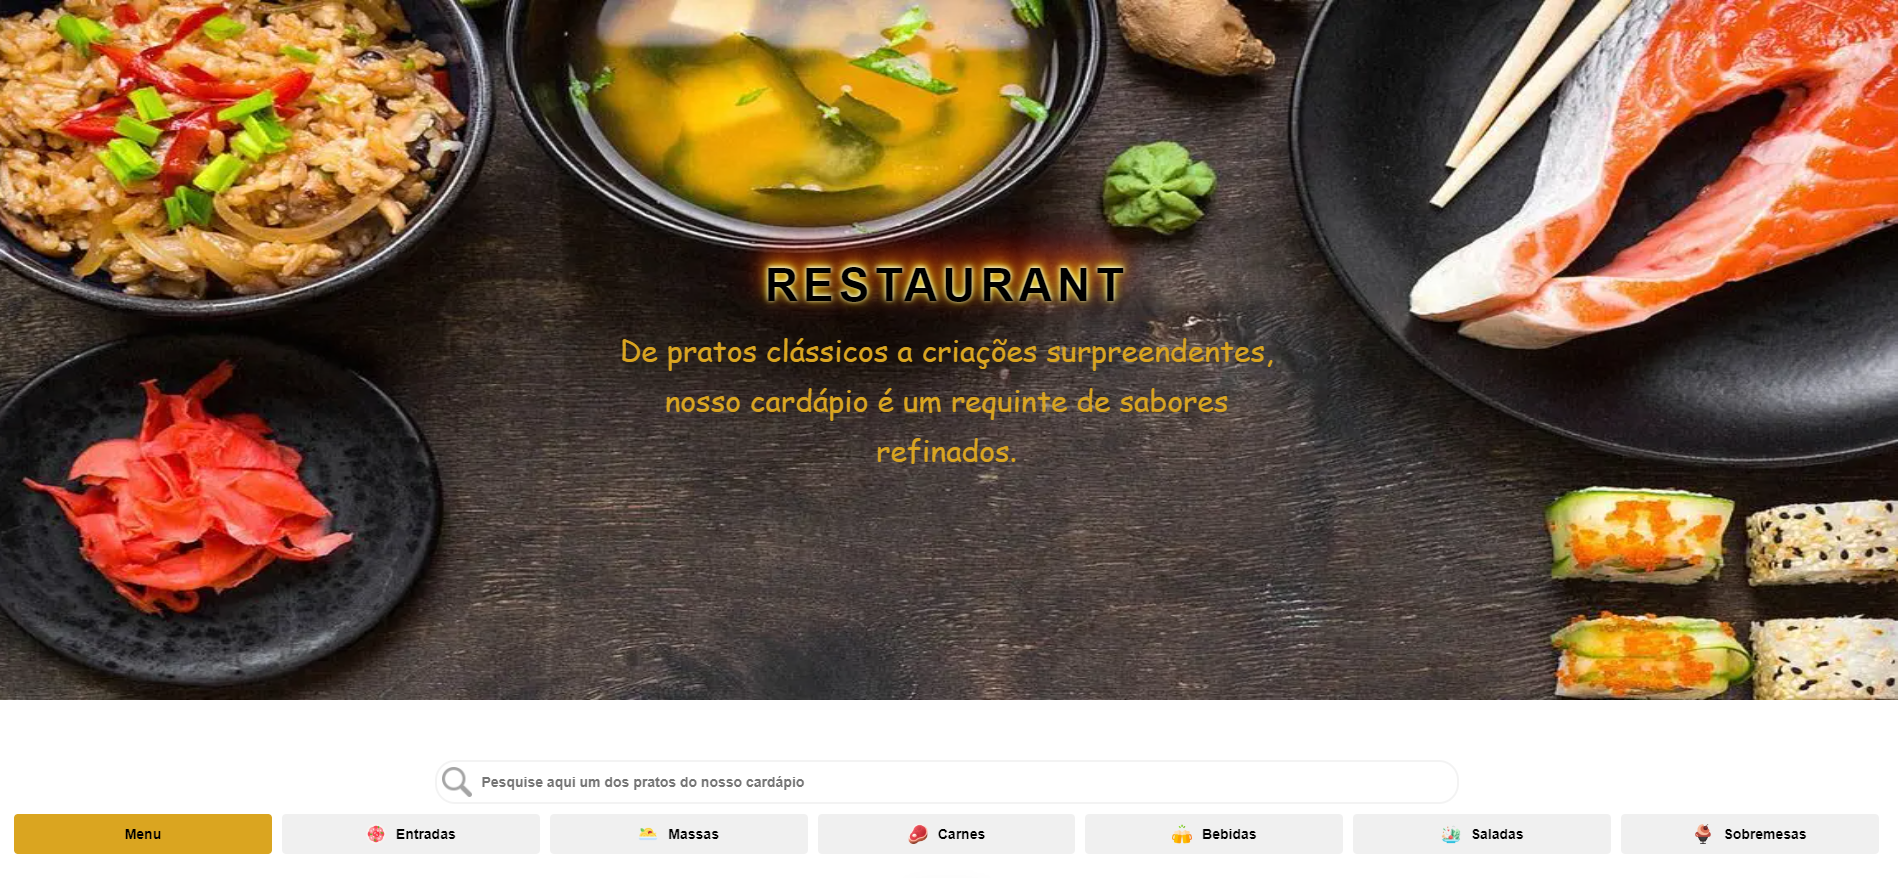 RESTAURANT
De pratos clássicos a criações surpreendentes,
nosso cardápio é um requinte de sabores
refinados.
Pesquise aqui um dos pratos do nosso cardápio
Menu
Entradas
Massas
Carnes
Bebidas
Saladas
Sobremesas